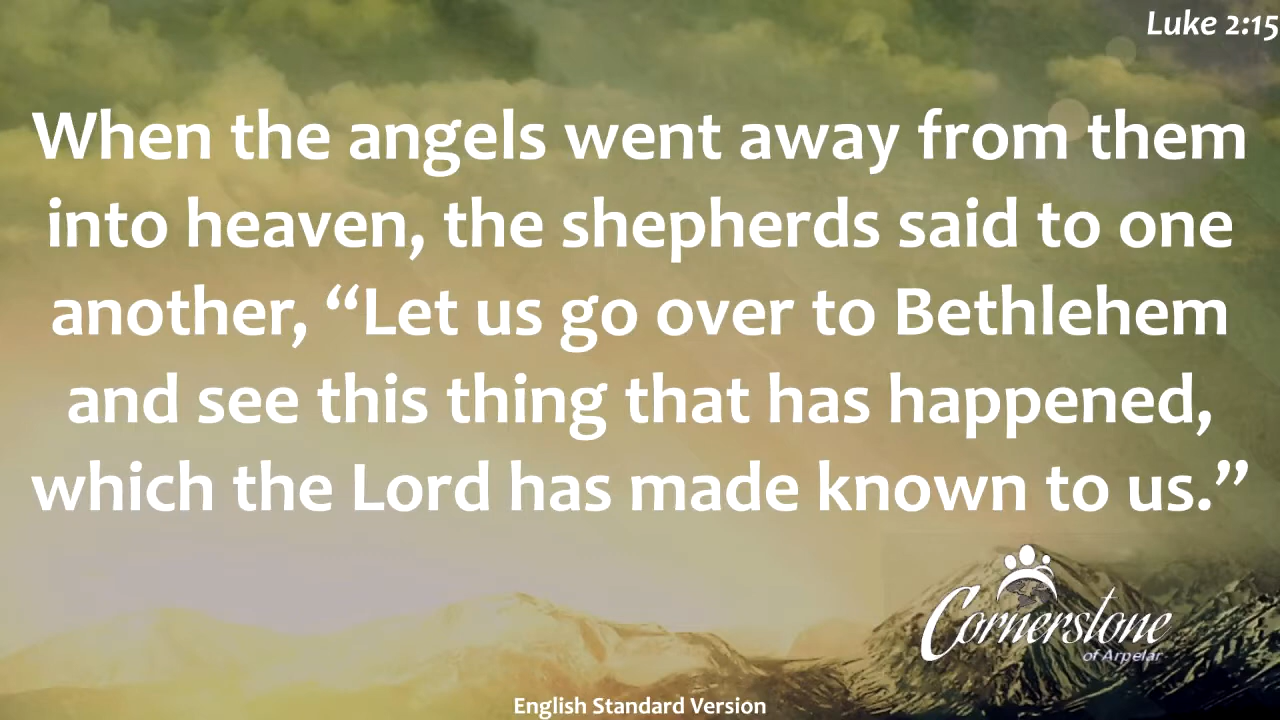 Luke 2:15
When the angels went away from them
into heaven, the shepherds said to one
another, “Let us go over to Bethlehem
and see this thing that has happened,
which the Lord has made known to us.”
Cornerstone
of Arpelar
English Standard Version